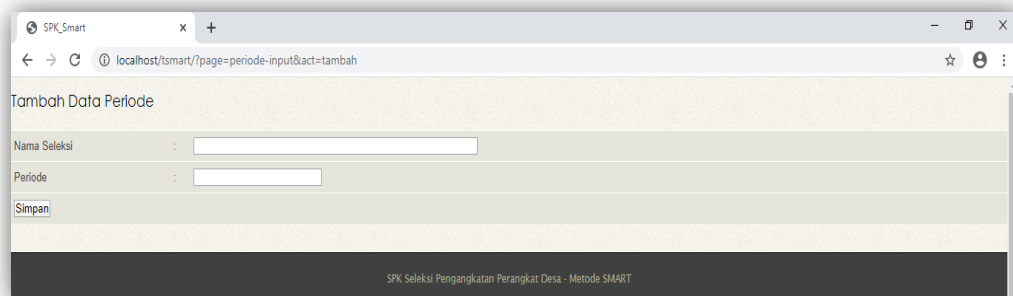 SPK_Smart
localhost/tsmart/?page=periode-input&act=tambah
Tambah Data Periode
Nama Seleksi :
Periode :
Simpan
SPK Seleksi Pengangkatan Perangkat Desa - Metode SMART